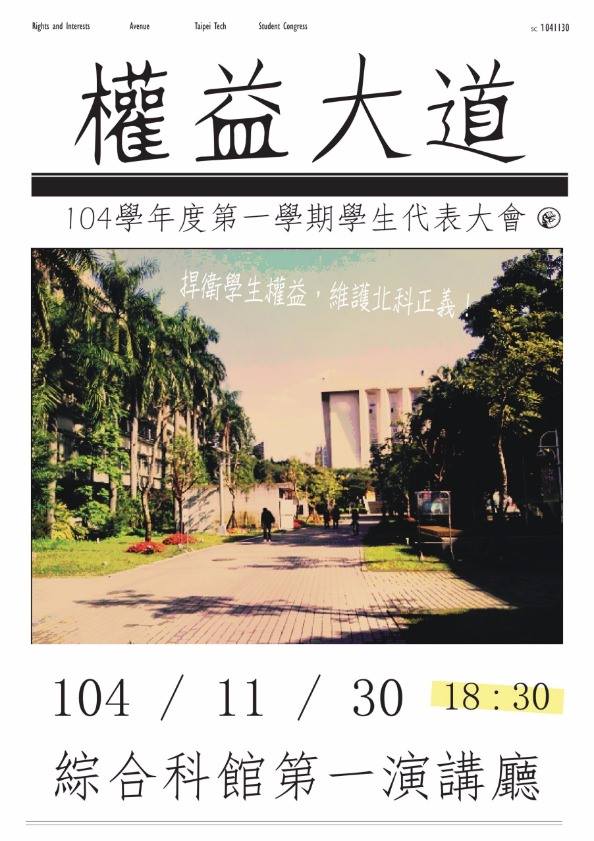 Rights and Interests Avenue Taipei Tech Student Congress SC 1041130
權益大道
104學年度第一學期學生代表大會
捍衛學生權益，維護北科正義！
104 / 11 / 30 18:30
綜合科館第一演講廳